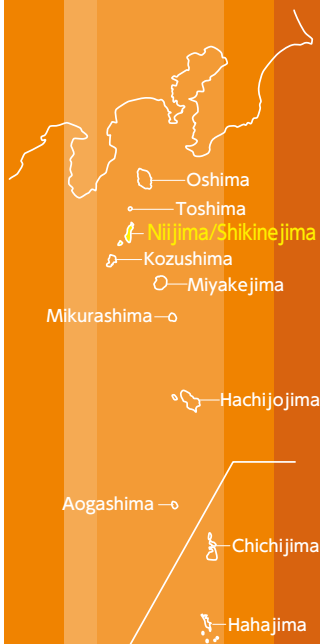 Oshima
Toshima
Niijima/Shikinejima
Kozushima
Miyakejima
Mikurashima
Hachijojima
Aogashima
Chichijima
Hahajima